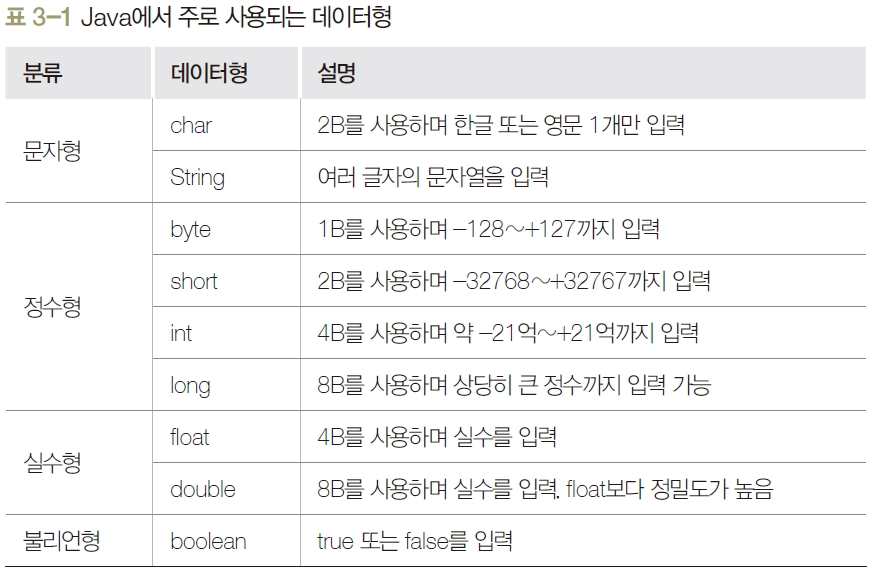 표 3-1 Java에서 주로 사용되는 데이터형
분류 데이터형 설명
문자형 char 2B를 사용하며 한글 또는 영문 1개만 입력
String 여러 글자의 문자열을 입력
정수형 byte 1B를 사용하며 -128~+127까지 입력
short 2B를 사용하며 -32768~+32767까지 입력
int 4B를 사용하며 약 -21억~+21억까지 입력
long 8B를 사용하며 상당히 큰 정수까지 입력 가능
실수형 float 4B를 사용하며 실수를 입력
double 8B를 사용하며 실수를 입력. float보다 정밀도가 높음
불리언형 boolean true 또는 false를 입력